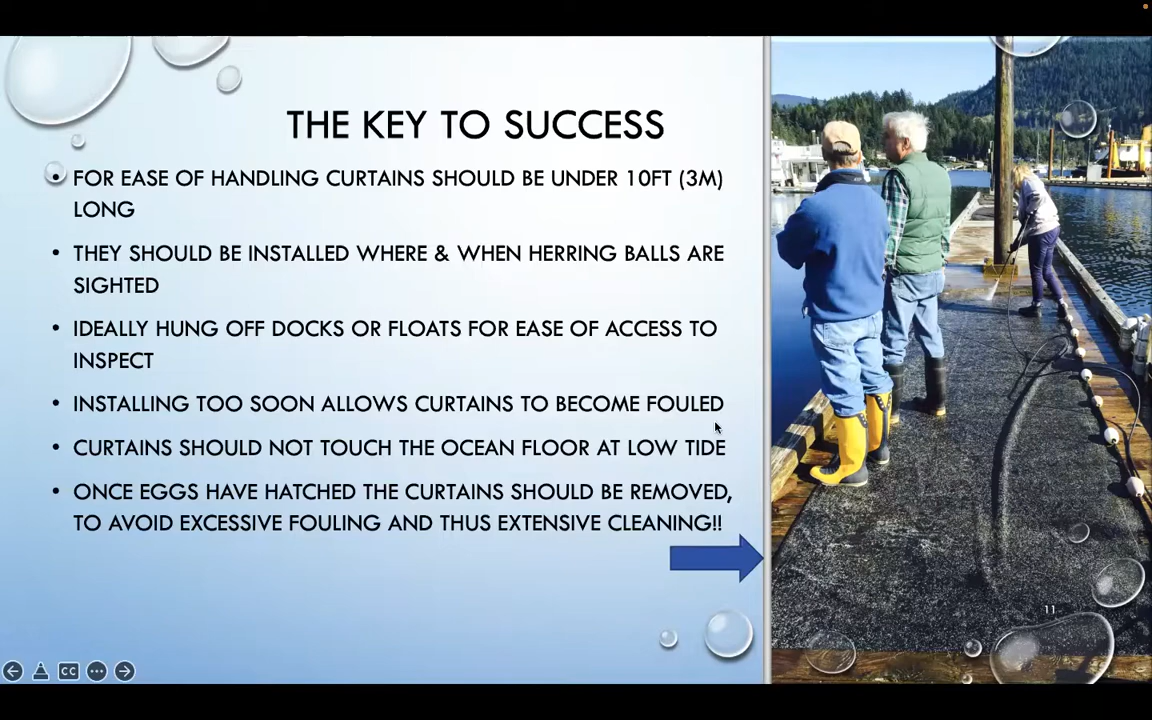 THE KEY TO SUCCESS
• FOR EASE OF HANDLING CURTAINS SHOULD BE UNDER 10FT (3M)
LONG
• THEY SHOULD BE INSTALLED WHERE & WHEN HERRING BALLS ARE
SIGHTED
• IDEALLY HUNG OFF DOCKS OR FLOATS FOR EASE OF ACCESS TO
INSPECT
• INSTALLING TOO SOON ALLOWS CURTAINS TO BECOME FOULED
• CURTAINS SHOULD NOT TOUCH THE OCEAN FLOOR AT LOW TIDE
• ONCE EGGS HAVE HATCHED THE CURTAINS SHOULD BE REMOVED,
TO AVOID EXCESSIVE FOULING AND THUS EXTENSIVE CLEANING!!
11
CC